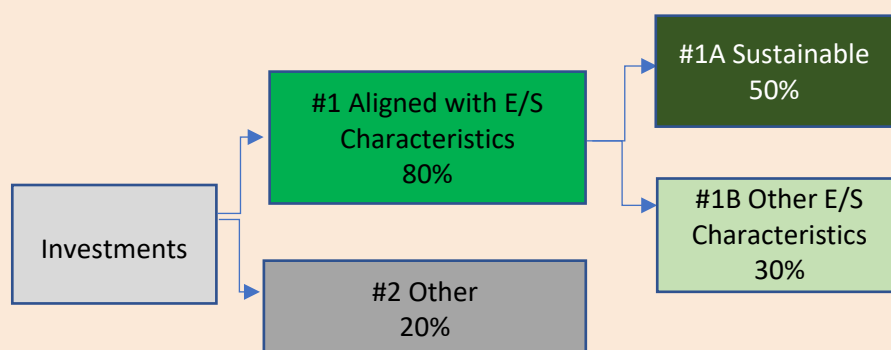 #1A Sustainable
50%
#1 Aligned with E/S
Characteristics
80%
#1B Other E/S
Characteristics
30%
Investments
#2 Other
20%